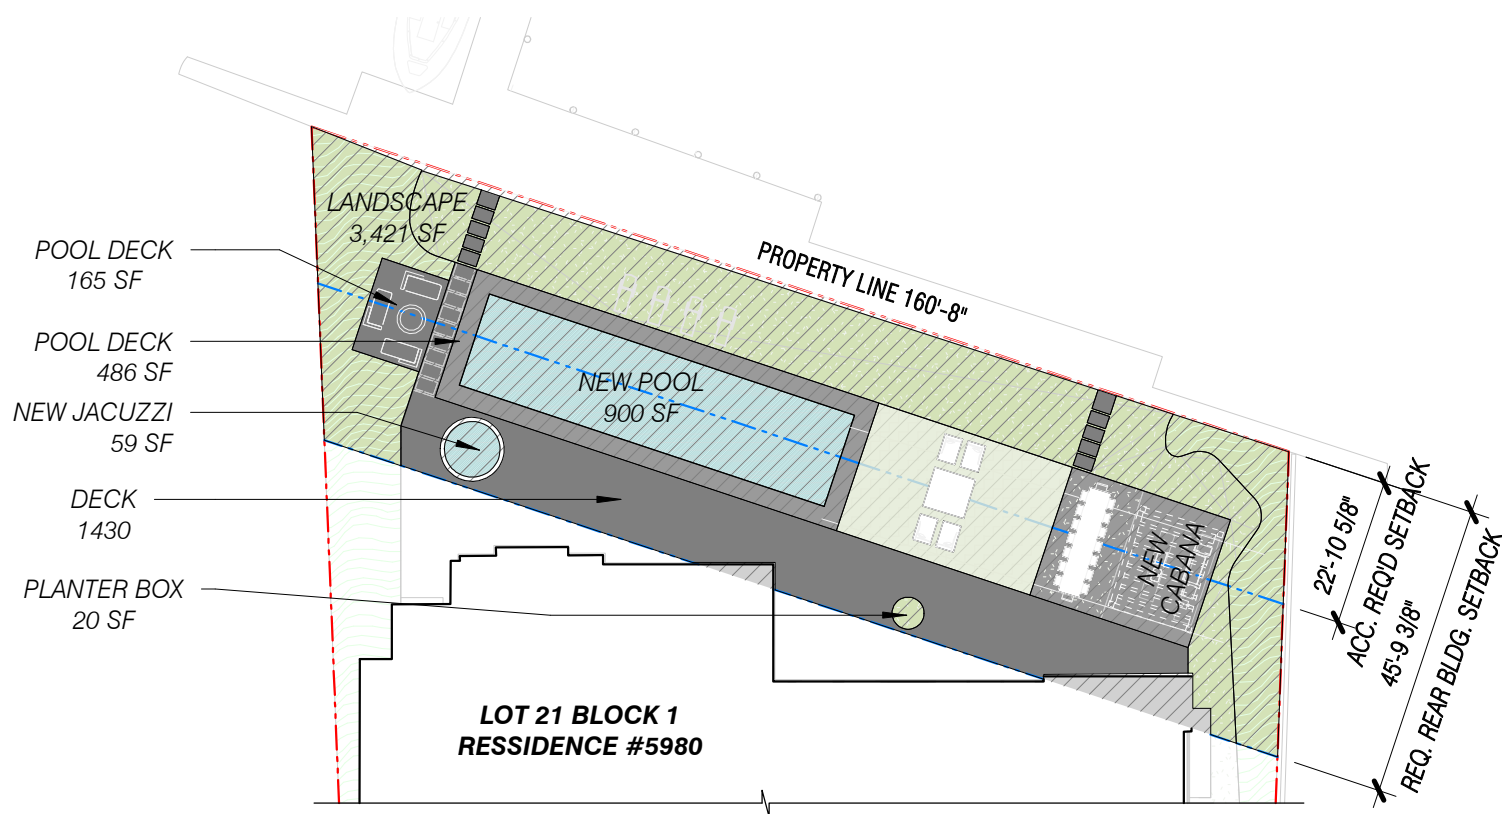 LANDSCAPE
3,421 SF
POOL DECK
165 SF
POOL DECK
486 SF
NEW JACUZZI
59 SF
DECK
1430
PLANTER BOX
20 SF
PROPERTY LINE 160'-8"
NEW POOL
900 SF
NEW
CABANA
22'-10 5/8"
ACC. REQ'D SETBACK
45'-9 3/8"
REQ. REAR BLDG. SETBACK
LOT 21 BLOCK 1
RESSIDENCE #5980